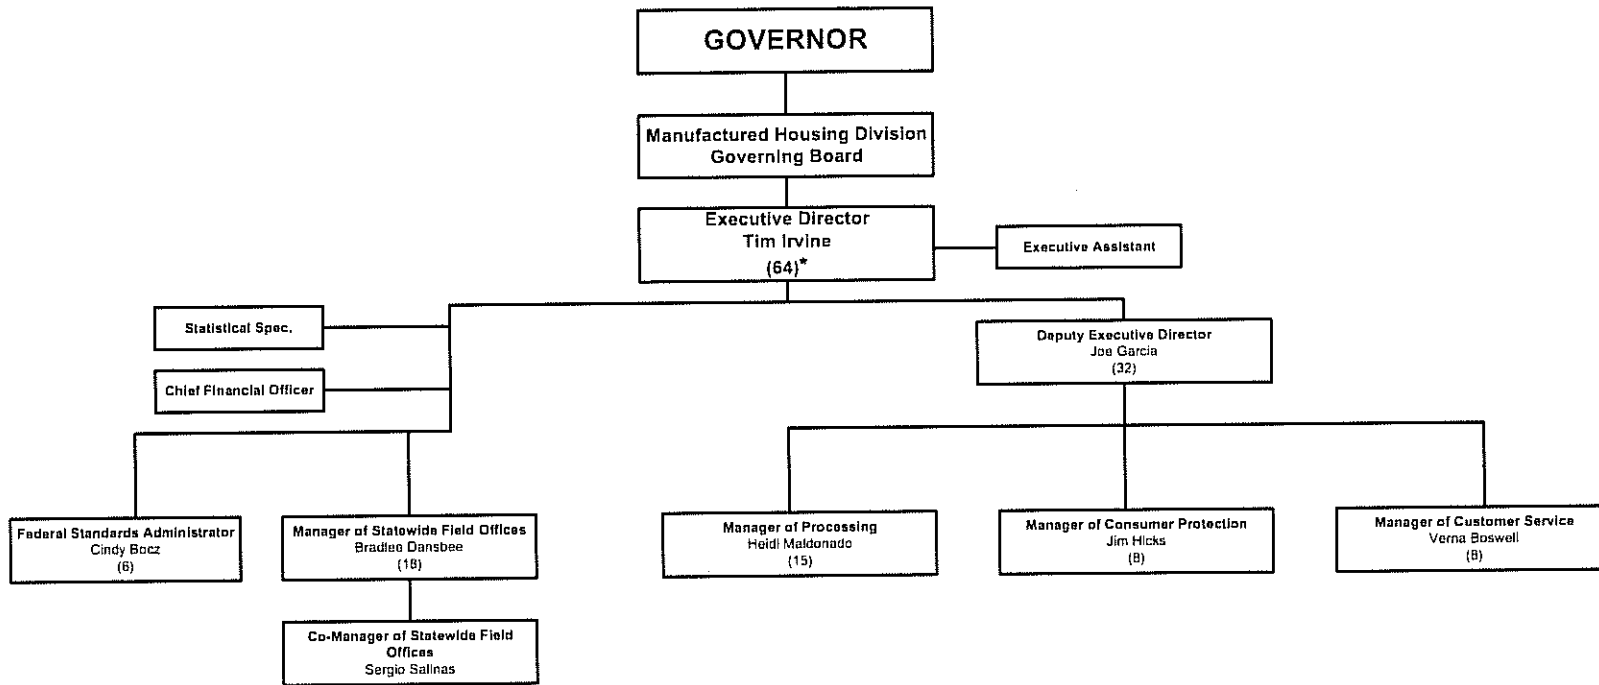 GOVERNOR
Manufactured Housing Division
Governing Board
Executive Director
Tim Irvine
(64)*
Executive Assistant
Statistical Spec.
Chief Financial Officer
Deputy Executive Director
Joe Garcia
(32)
Federal Standards Administrator
Cindy Bocz
(6)
Manager of Statewide Field Offices
Bradlee Dansbee
(18)
Co-Manager of Statewide Field
Offices
Sergio Salinas
Manager of Processing
Heidi Maldonado
(15)
Manager of Consumer Protection
Jim Hicks
(8)
Manager of Customer Service
Verna Boswell
(8)